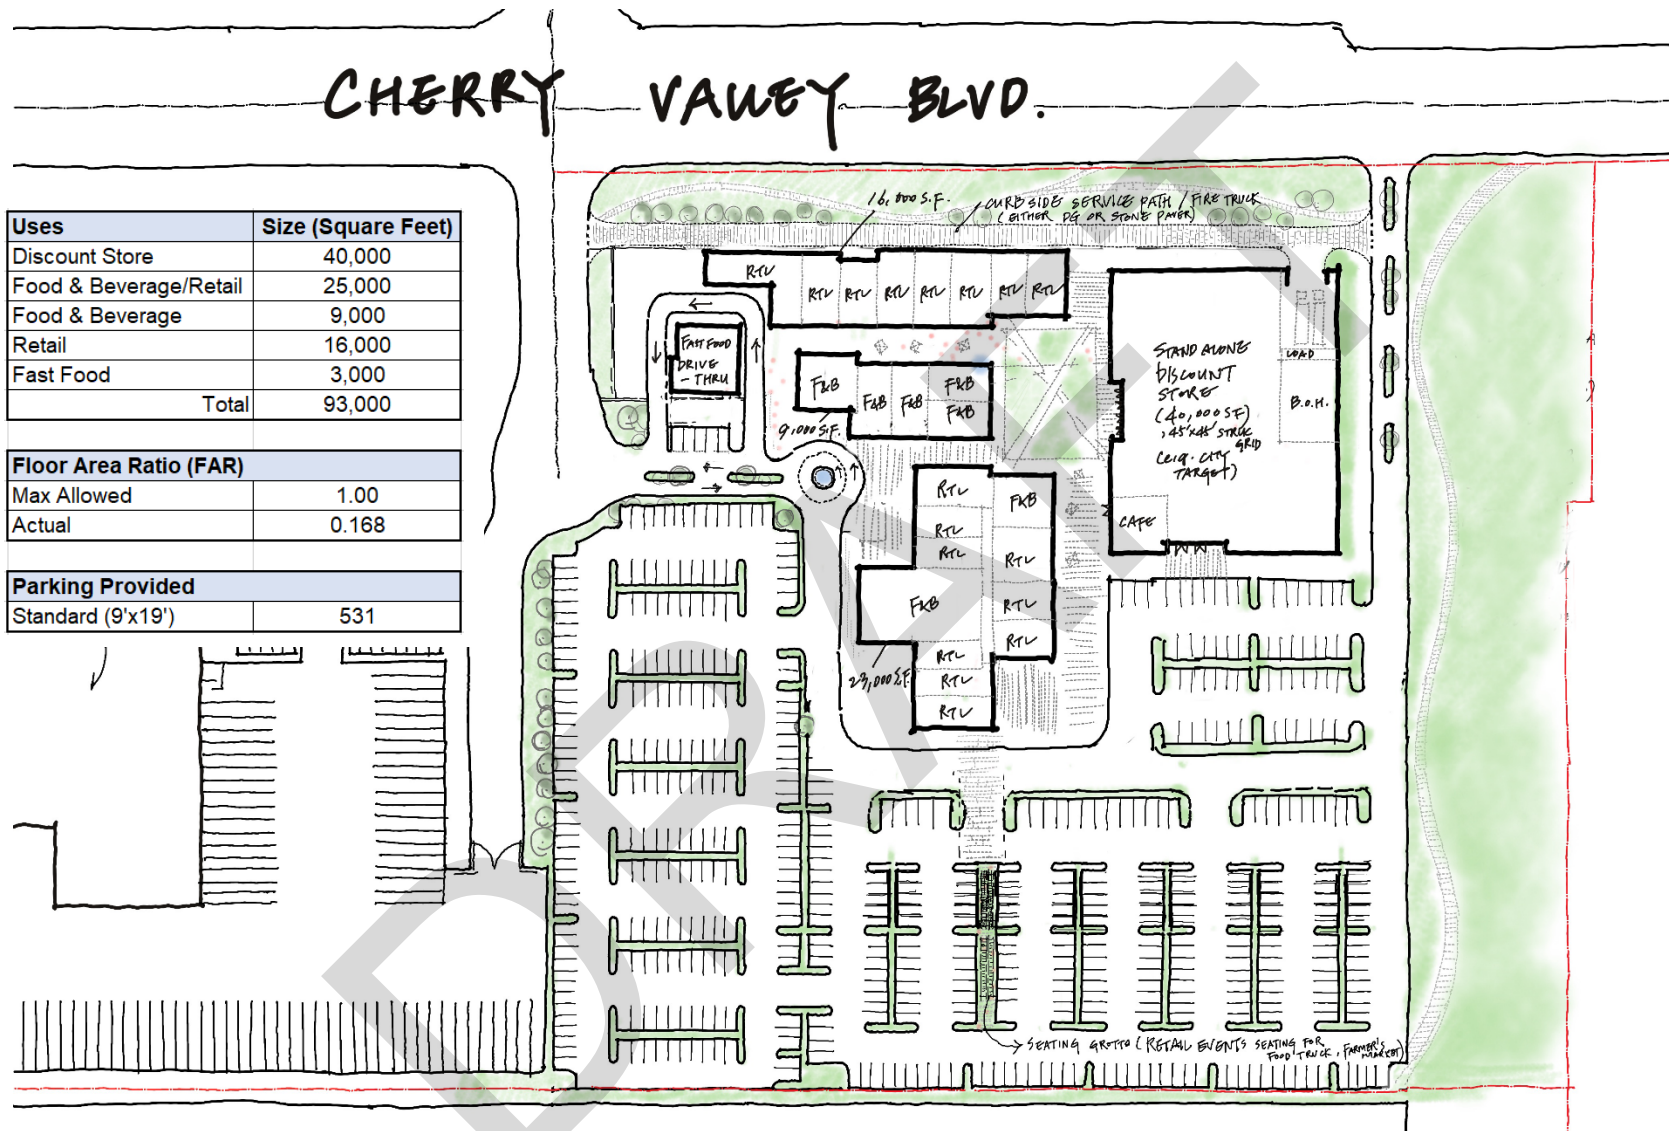 CHERRY VALLEY BLVD.
Uses Size (Square Feet)
Discount Store 40,000
Food & Beverage/Retail 25,000
Food & Beverage 9,000
Retail 16,000
Fast Food 3,000
Total 93,000
Floor Area Ratio (FAR)
Max Allowed 1.00
Actual 0.168
Parking Provided
Standard (9'x19') 531
16,000 S.F.
CURB SIDE SERVICE PATH / FIRE TRUCK
(EITHER DG OR STONE PAVER)
RTL
RTL RTL RTL RTL RTL RTL RTL
FAST FOOD
DRIVE
- THRU
F&B
F&B F&B
F&B
F&B
9,000 S.F.
STAND ALONE
DISCOUNT
STORE
(40,000 SF)
45'x45' STRUC
GRID
(e.g. CITY
TARGET)
LOAD
B.O.H.
CAFE
RTL
F&B
RTL
RTL
RTL
F&B
RTL
RTL
RTL
RTL
RTL
23,000 S.F.
SEATING GROTTO (RETAIL EVENTS SEATING FOR
FOOD TRUCK, FARMER'S
MARKET)
DRAFT